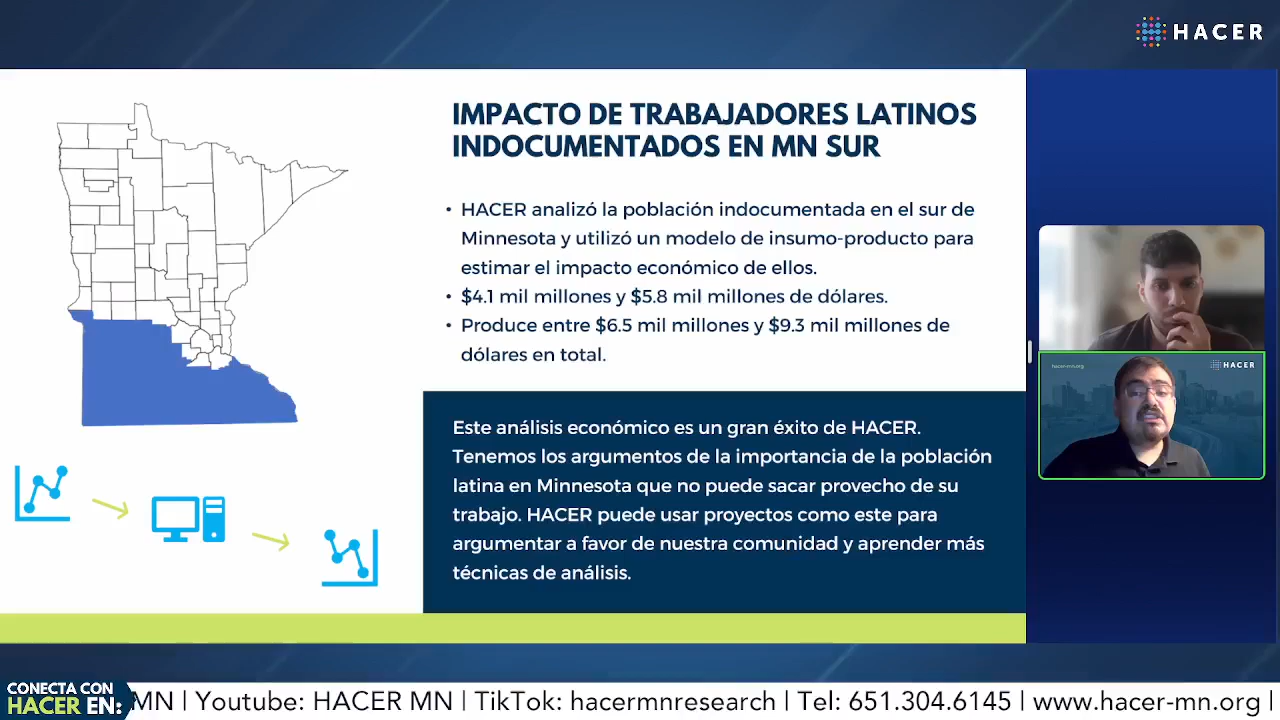 HACER
IMPACTO DE TRABAJADORES LATINOS
INDOCUMENTADOS EN MN SUR
• HACER analizó la población indocumentada en el sur de
Minnesota y utilizó un modelo de insumo-producto para
estimar el impacto económico de ellos.
• $4.1 mil millones y $5.8 mil millones de dólares.
• Produce entre $6.5 mil millones y $9.3 mil millones de
dólares en total.
Este análisis económico es un gran éxito de HACER.
Tenemos los argumentos de la importancia de la población
latina en Minnesota que no puede sacar provecho de su
trabajo. HACER puede usar proyectos como este para
argumentar a favor de nuestra comunidad y aprender más
técnicas de análisis.
hacer-mn.org
HACER
CONECTA CON
HACER EN:
MN | Youtube: HACER MN | TikTok: hacermnresearch | Tel: 651.304.6145 | www.hacer-mn.org |